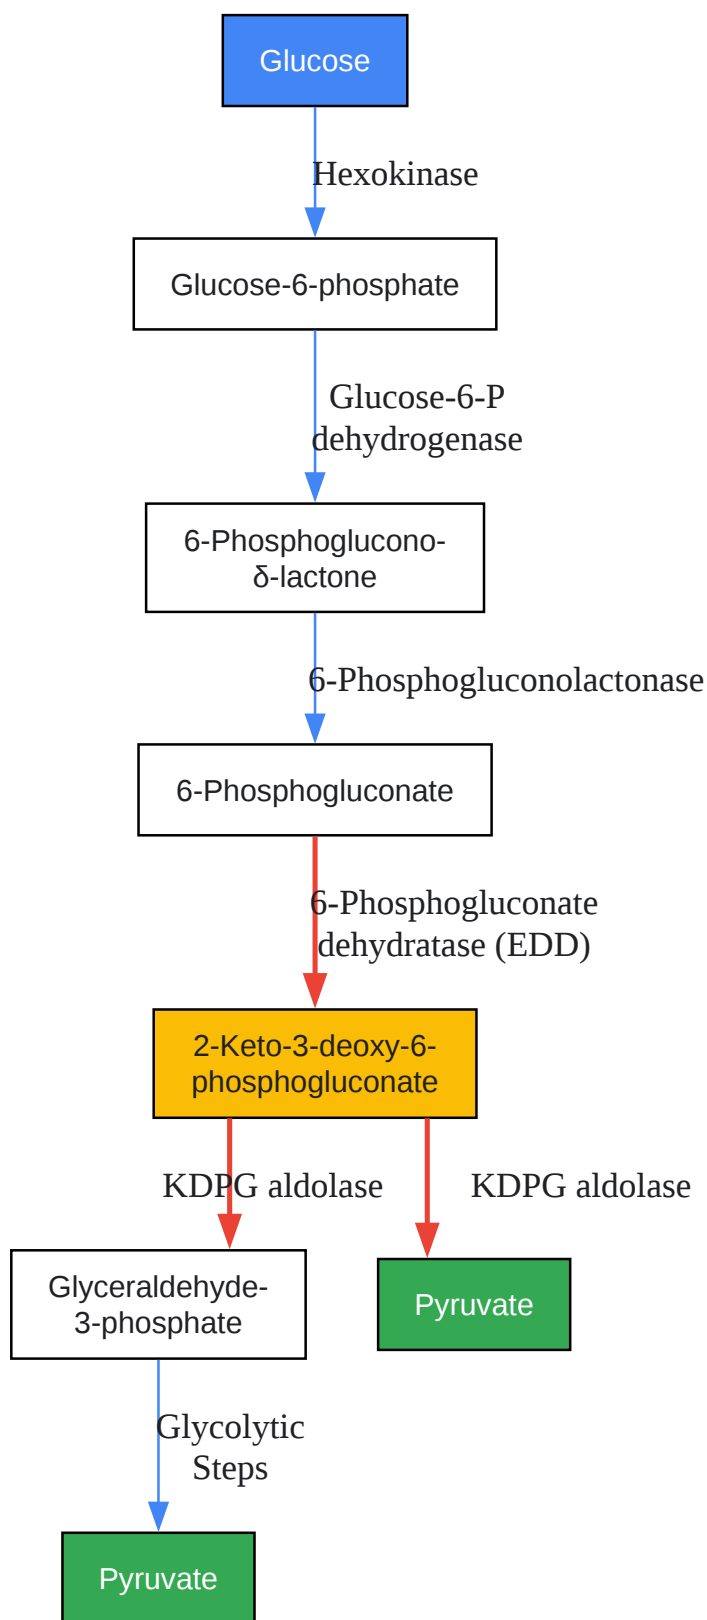 Glucose
Hexokinase
Glucose-6-phosphate
Glucose-6-P
dehydrogenase
6-Phosphoglucono-
δ-lactone
6-Phosphogluconolactonase
6-Phosphogluconate
6-Phosphogluconate
dehydratase (EDD)
2-Keto-3-deoxy-6-
phosphogluconate
KDPG aldolase
KDPG aldolase
Glyceraldehyde-
3-phosphate
Pyruvate
Glycolytic
Steps
Pyruvate